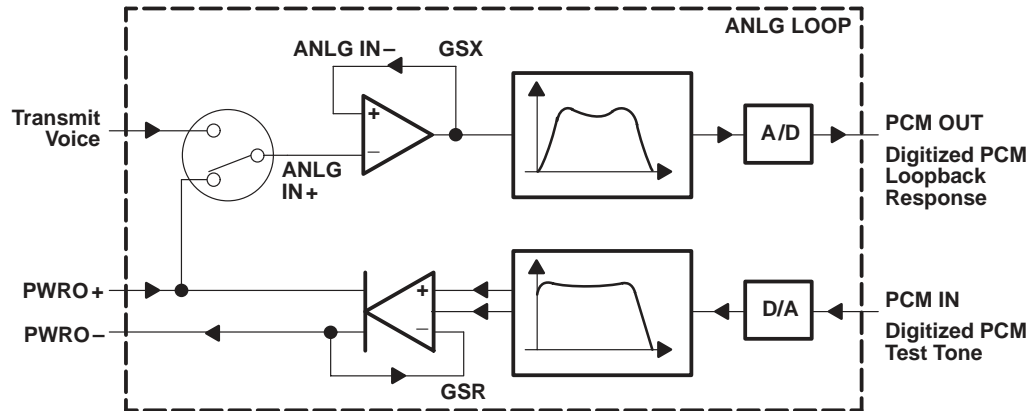 ANLG LOOP
ANLG IN−
GSX
Transmit
Voice
+
−
ANLG
IN+
A/D
PCM OUT
Digitized PCM
Loopback
Response
PWRO+
PWRO−
+
−
GSR
D/A
PCM IN
Digitized PCM
Test Tone